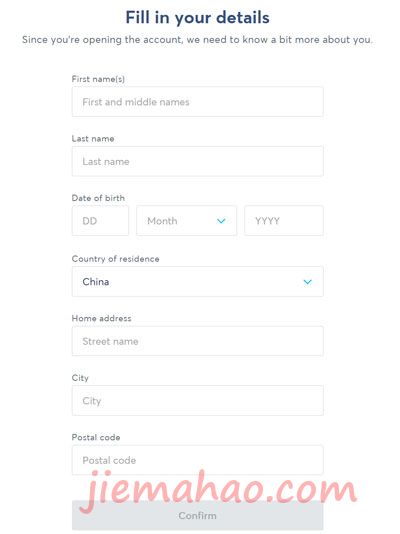 Fill in your details
Since you're opening the account, we need to know a bit more about you.
First name(s)
First and middle names
Last name
Last name
Date of birth
DD Month YYYY
Country of residence
China
Home address
Street name
City
City
Postal code
Postal code
jiemahao.com
Confirm